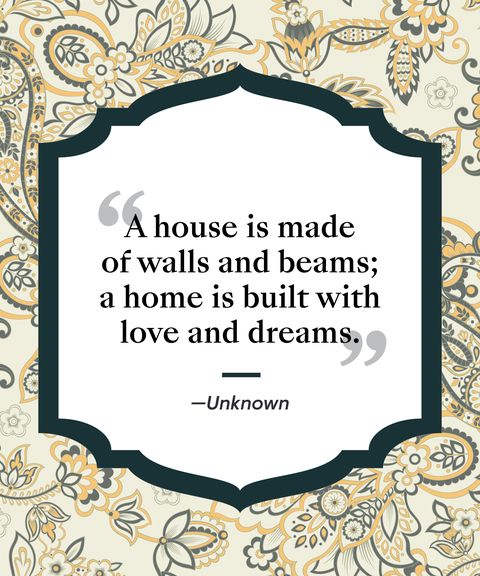 “A house is made
of walls and beams;
a home is built with
love and dreams.”
—Unknown